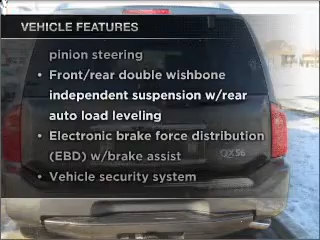 VEHICLE FEATURES
pinion steering
• Front/rear double wishbone
independent suspension w/rear
auto load leveling
• Electronic brake force distribution
(EBD) w/brake assist
• Vehicle security system
QX56